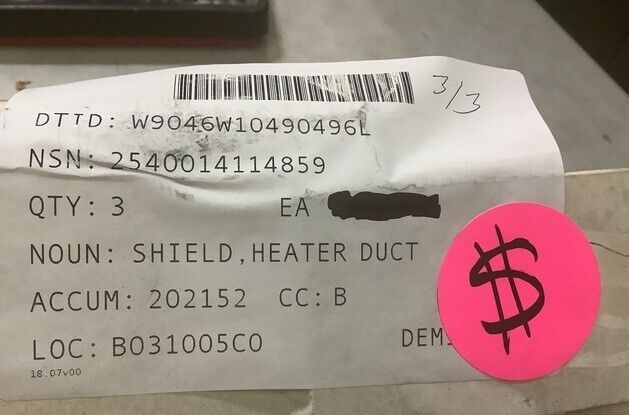 3/3
DTTD: W9046W10490496L
NSN: 2540014114859
QTY: 3 EA
NOUN: SHIELD,HEATER DUCT
ACCUM: 202152 CC: B
LOC: BO31005CO
$
18.07v00